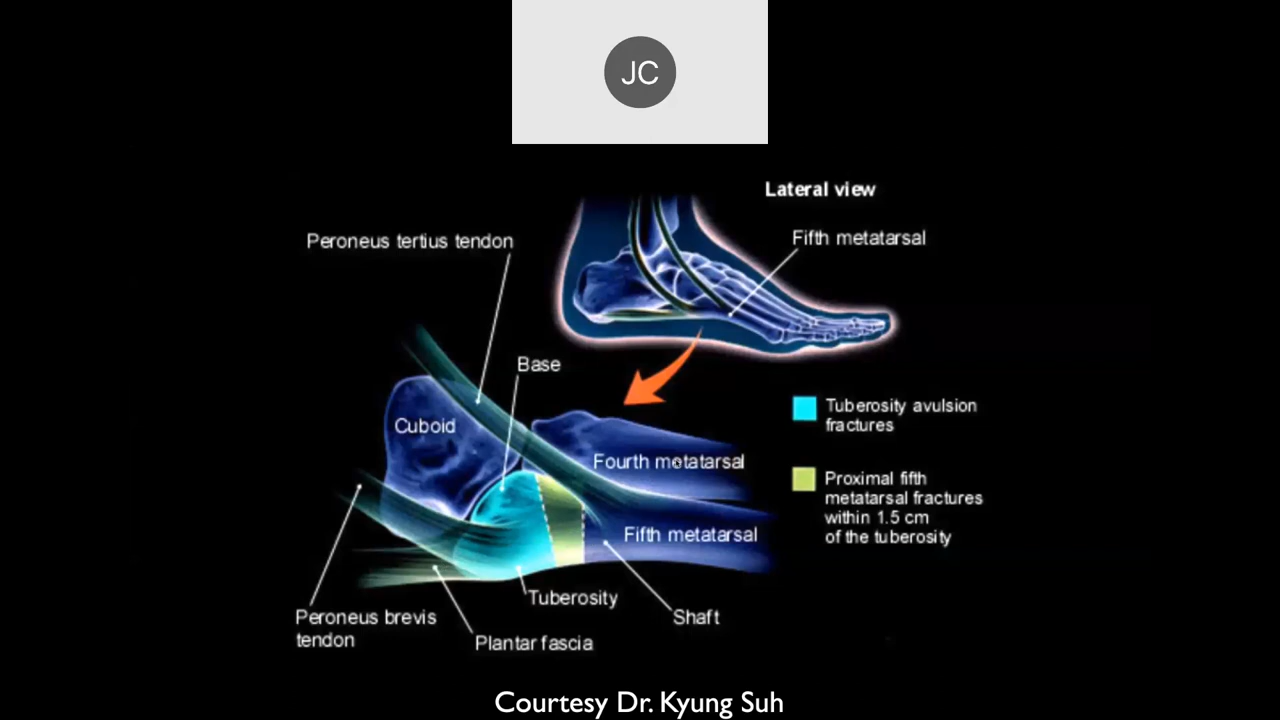 JC
Lateral view
Peroneus tertius tendon
Fifth metatarsal
Base
Cuboid
Tuberosity avulsion
fractures
Fourth metatarsal
Proximal fifth
metatarsal fractures
within 1.5 cm
of the tuberosity
Fifth metatarsal
Tuberosity
Shaft
Peroneus brevis
tendon
Plantar fascia
Courtesy Dr. Kyung Suh